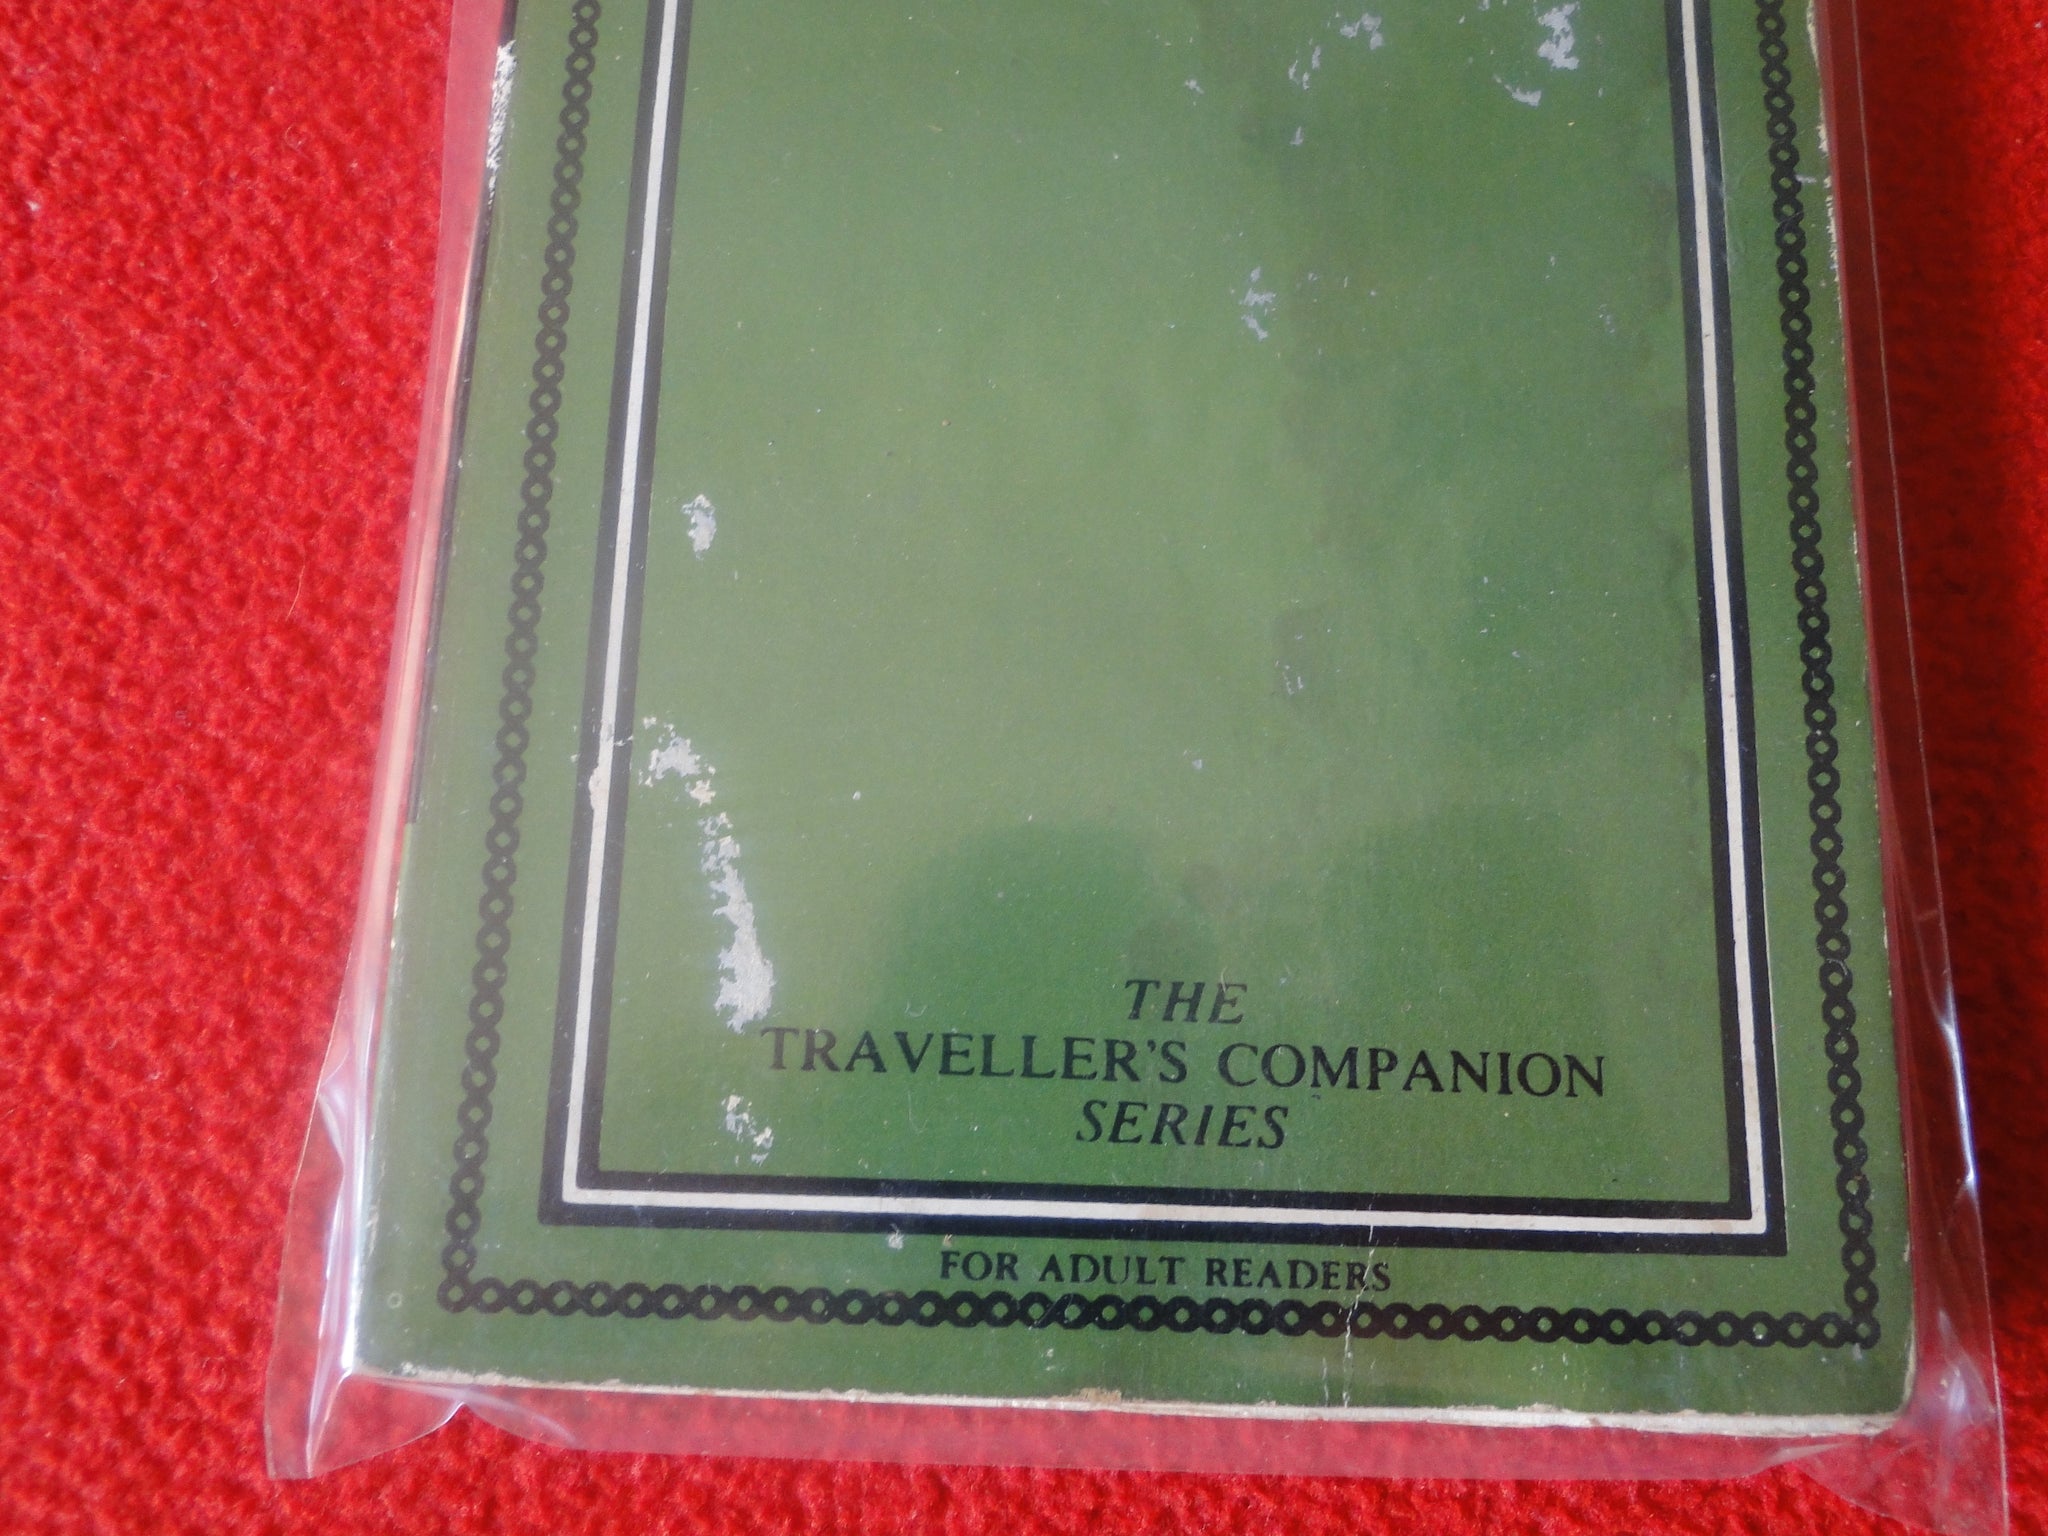 THE
TRAVELLER'S COMPANION
SERIES
FOR ADULT READERS